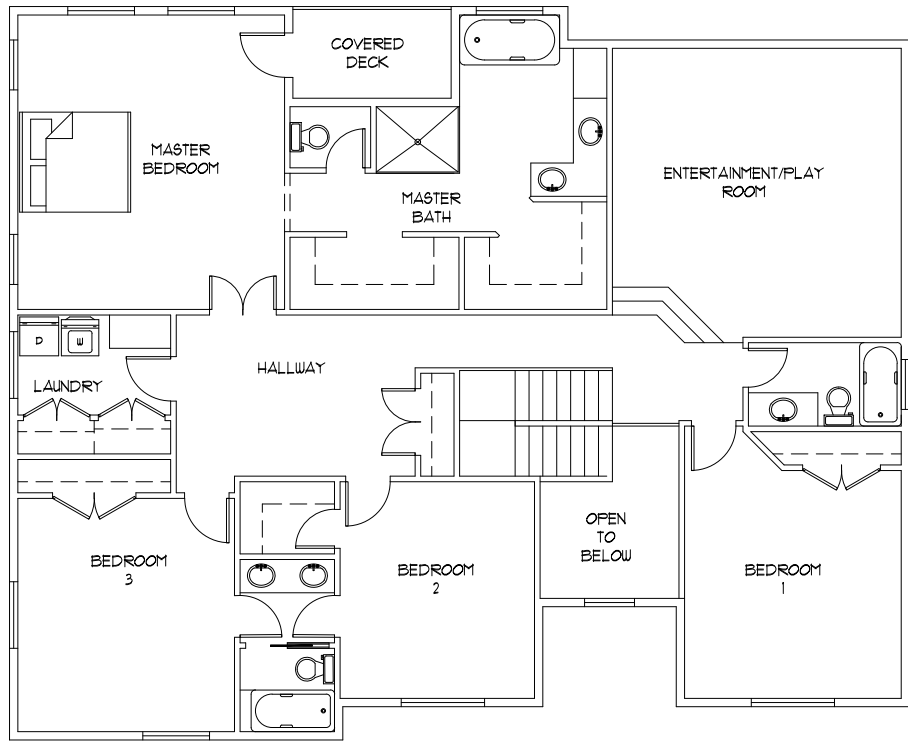 COVERED
DECK
MASTER
BEDROOM
MASTER
BATH
ENTERTAINMENT/PLAY
ROOM
D W
LAUNDRY
HALLWAY
OPEN
TO
BELOW
BEDROOM
3
BEDROOM
2
BEDROOM
1